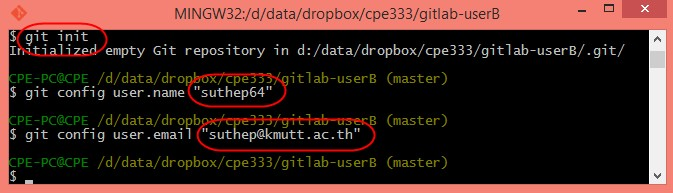 MINGW32:/d/data/dropbox/cpe333/gitlab-userB
$ git init
Initialized empty Git repository in d:/data/dropbox/cpe333/gitlab-userB/.git/
CPE-PC@CPE /d/data/dropbox/cpe333/gitlab-userB (master)
$ git config user.name "suthep64"
CPE-PC@CPE /d/data/dropbox/cpe333/gitlab-userB (master)
$ git config user.email "suthep@kmutt.ac.th"
CPE-PC@CPE /d/data/dropbox/cpe333/gitlab-userB (master)
$